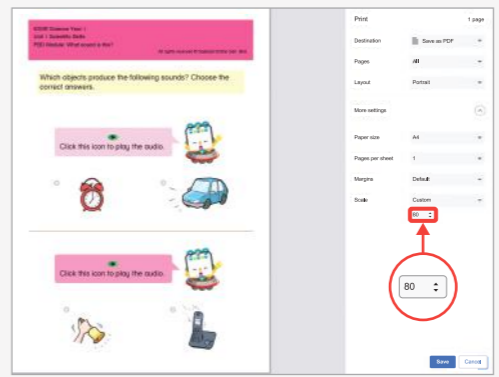 KSSR Science Year 1
Unit 1 Scientific Skills
PBD Module: What sound is this?
Which objects produce the following sounds? Choose the
correct answers.
Click this icon to play the audio.
Click this icon to play the audio.
Print
1 page
Destination
Save as PDF
Pages
All
Layout
Portrait
More settings
Paper size
A4
Pages per sheet
1
Margins
Default
Scale
Custom
80
80
Save
Cancel